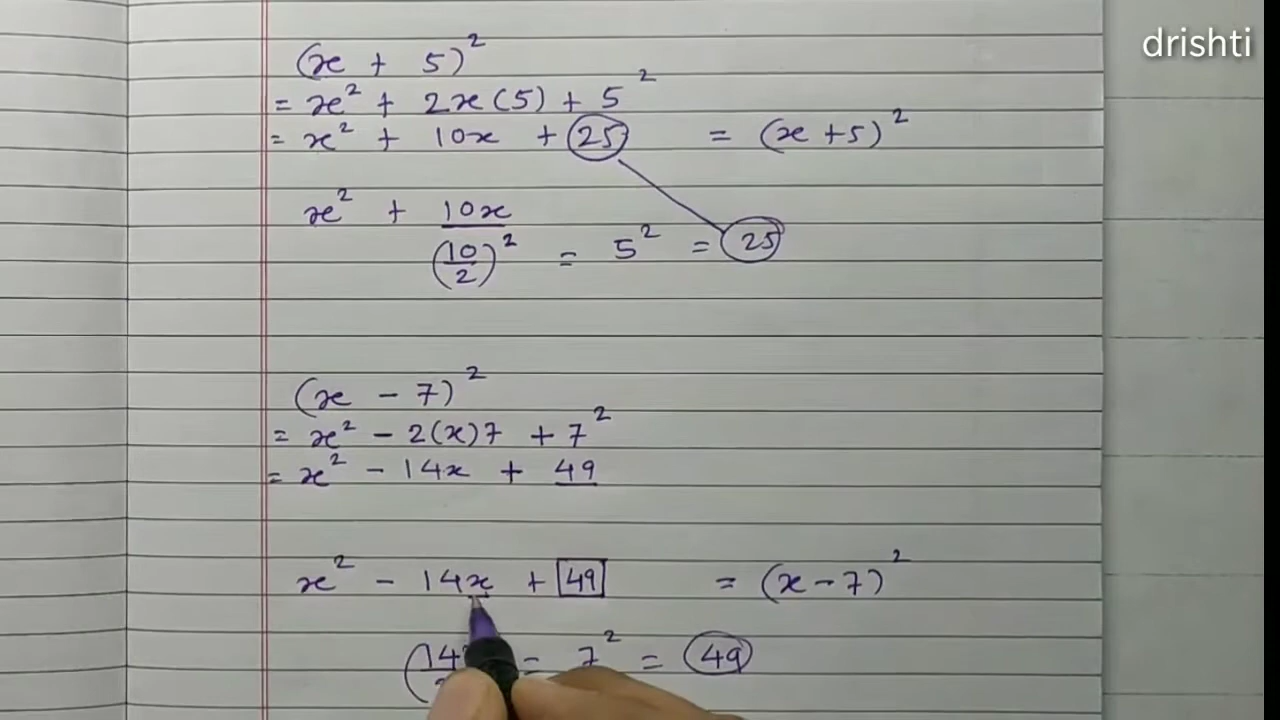 drishti
(x + 5)²
= x² + 2x(5) + 5²
= x² + 10x + 25 = (x + 5)²
x² + 10x
(10/2)² = 5² = 25
(x - 7)²
= x² - 2(x)7 + 7²
= x² - 14x + 49
x² - 14x + 49 = (x - 7)²
(14 = 7² = 49